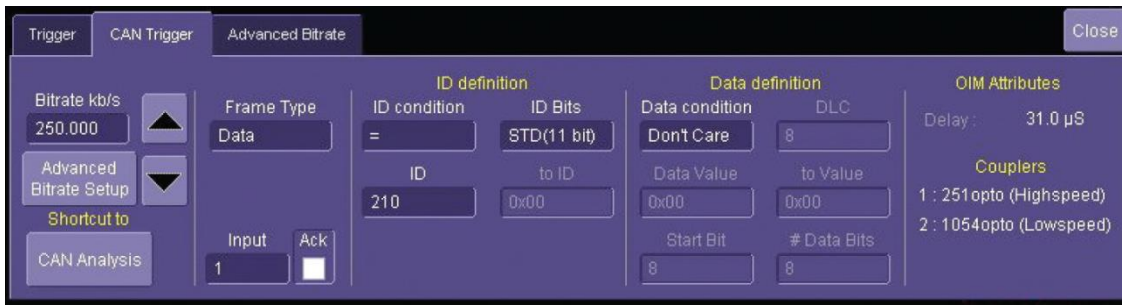 Trigger
CAN Trigger
Advanced Bitrate
Close
Bitrate kb/s
250.000
Advanced
Bitrate Setup
Shortcut to
CAN Analysis
Frame Type
Data
Input
1
Ack
ID definition
ID condition
=
ID Bits
STD(11 bit)
ID
210
to ID
0x00
Data definition
Data condition
Don't Care
DLC
8
Data Value
0x00
to Value
0x00
Start Bit
8
# Data Bits
8
OIM Attributes
Delay : 31.0 µS
Couplers
1 : 251opto (Highspeed)
2 : 1054opto (Lowspeed)